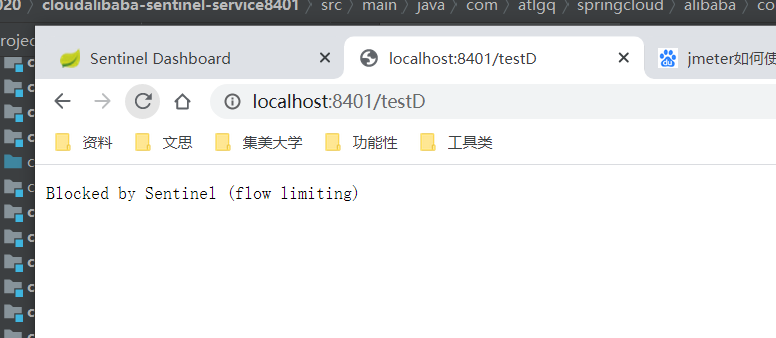 020 〉 cloudalibaba-sentinel-service8401 〉 src 〉 main 〉 java 〉 com 〉 atlgq 〉 springcloud 〉 alibaba 〉 co
rojec
Sentinel Dashboard
localhost:8401/testD
jmeter如何使
localhost:8401/testD
资料 文思 集美大学 功能性 工具类
Blocked by Sentinel (flow limiting)